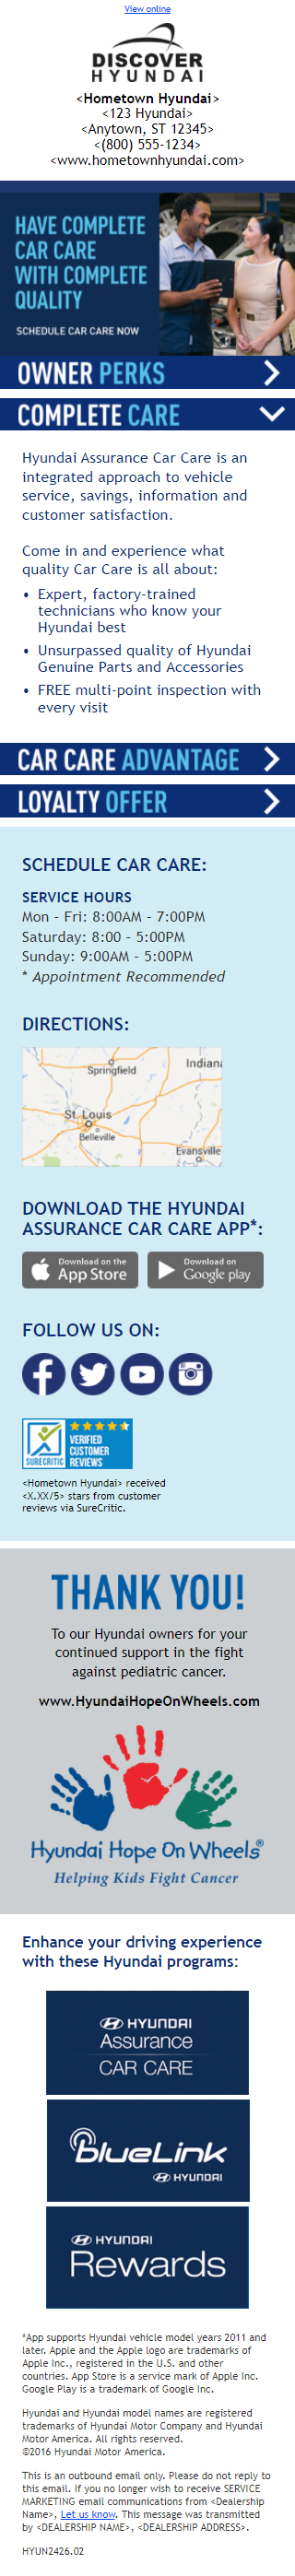 View online
DISCOVER
HYUNDAI
<Hometown Hyundai>
<123 Hyundai>
<Anytown, ST 12345>
<(800) 555-1234>
<www.hometownhyundai.com>
HAVE COMPLETE
CAR CARE
WITH COMPLETE
QUALITY
SCHEDULE CAR CARE NOW
OWNER PERKS
COMPLETE CARE
Hyundai Assurance Car Care is an
integrated approach to vehicle
service, savings, information and
customer satisfaction.
Come in and experience what
quality Car Care is all about:
• Expert, factory-trained
technicians who know your
Hyundai best
• Unsurpassed quality of Hyundai
Genuine Parts and Accessories
• FREE multi-point inspection with
every visit
CAR CARE ADVANTAGE
LOYALTY OFFER
SCHEDULE CAR CARE:
SERVICE HOURS
Mon - Fri: 8:00AM - 7:00PM
Saturday: 8:00 - 5:00PM
Sunday: 9:00AM - 5:00PM
* Appointment Recommended
DIRECTIONS:
Springfield
Indiana
St. Louis
Belleville
Evansville
DOWNLOAD THE HYUNDAI
ASSURANCE CAR CARE APP*:
Download on the
App Store
Download on
Google play
FOLLOW US ON:
SURECRITIC
VERIFIED
CUSTOMER
REVIEWS
<Hometown Hyundai> received
<X.XX/5> stars from customer
reviews via SureCritic.
THANK YOU!
To our Hyundai owners for your
continued support in the fight
against pediatric cancer.
www.HyundaiHopeOnWheels.com
Hyundai Hope On Wheels®
Helping Kids Fight Cancer
Enhance your driving experience
with these Hyundai programs:
HYUNDAI
Assurance
CAR CARE
BlueLink
HYUNDAI
HYUNDAI
Rewards
*App supports Hyundai vehicle model years 2011 and
later. Apple and the Apple logo are trademarks of
Apple Inc., registered in the U.S. and other
countries. App Store is a service mark of Apple Inc.
Google Play is a trademark of Google Inc.
Hyundai and Hyundai model names are registered
trademarks of Hyundai Motor Company and Hyundai
Motor America. All rights reserved.
©2016 Hyundai Motor America.
This is an outbound email only. Please do not reply to
this email. If you no longer wish to receive SERVICE
MARKETING email communications from <Dealership
Name>, Let us know. This message was transmitted
by <DEALERSHIP NAME>, <DEALERSHIP ADDRESS>.
HYUN2426.02